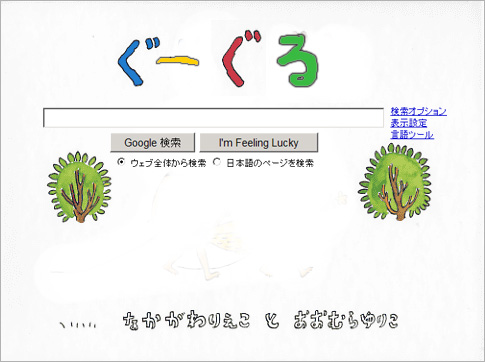 ぐーぐる
検索オプション
表示設定
言語ツール
Google 検索 I'm Feeling Lucky
ウェブ全体から検索 日本語のページを検索
なかがわりえこ と おおむらゆりこ